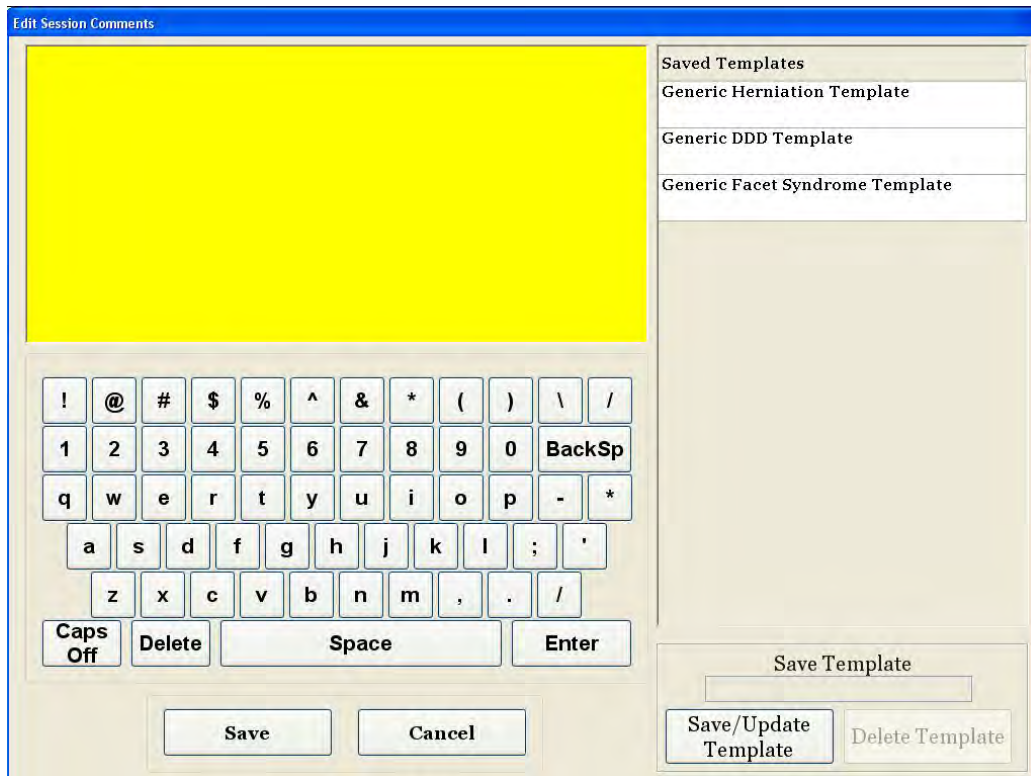 Edit Session Comments
Saved Templates
Generic Herniation Template
Generic DDD Template
Generic Facet Syndrome Template
! @ # $ % ^ & * ( ) \ /
1 2 3 4 5 6 7 8 9 0 BackSp
q w e r t y u i o p - *
a s d f g h j k l ; '
z x c v b n m , . /
Caps
Off
Delete
Space
Enter
Save
Cancel
Save Template
Save/Update
Template
Delete Template